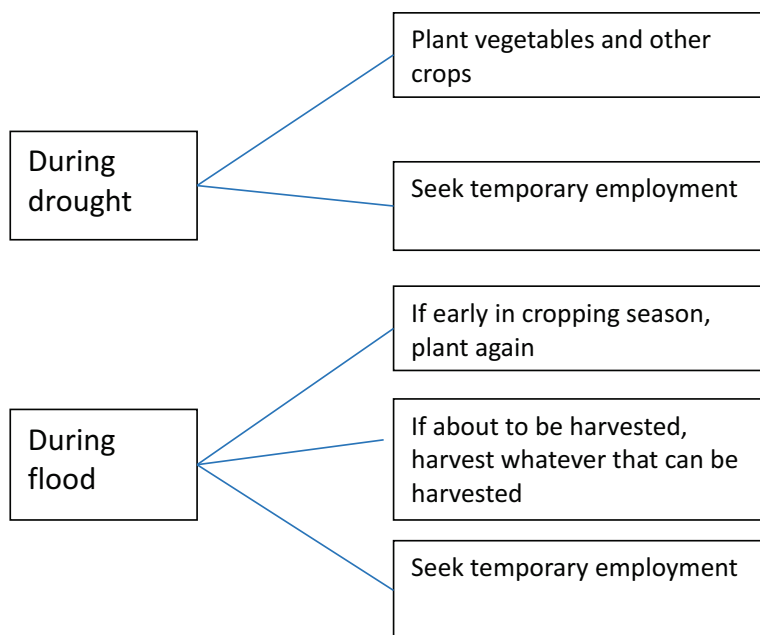 Plant vegetables and other
crops
During
drought
Seek temporary employment
If early in cropping season,
plant again
During
flood
If about to be harvested,
harvest whatever that can be
harvested
Seek temporary employment